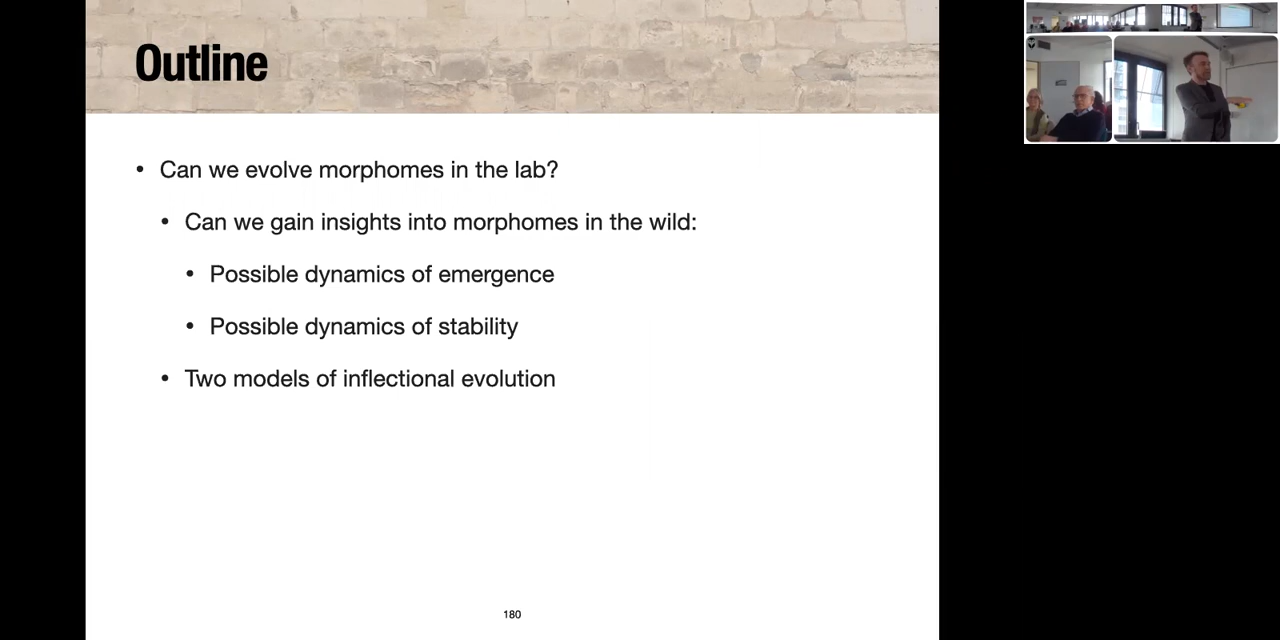 Outline
• Can we evolve morphomes in the lab?
• Can we gain insights into morphomes in the wild:
• Possible dynamics of emergence
• Possible dynamics of stability
• Two models of inflectional evolution
180